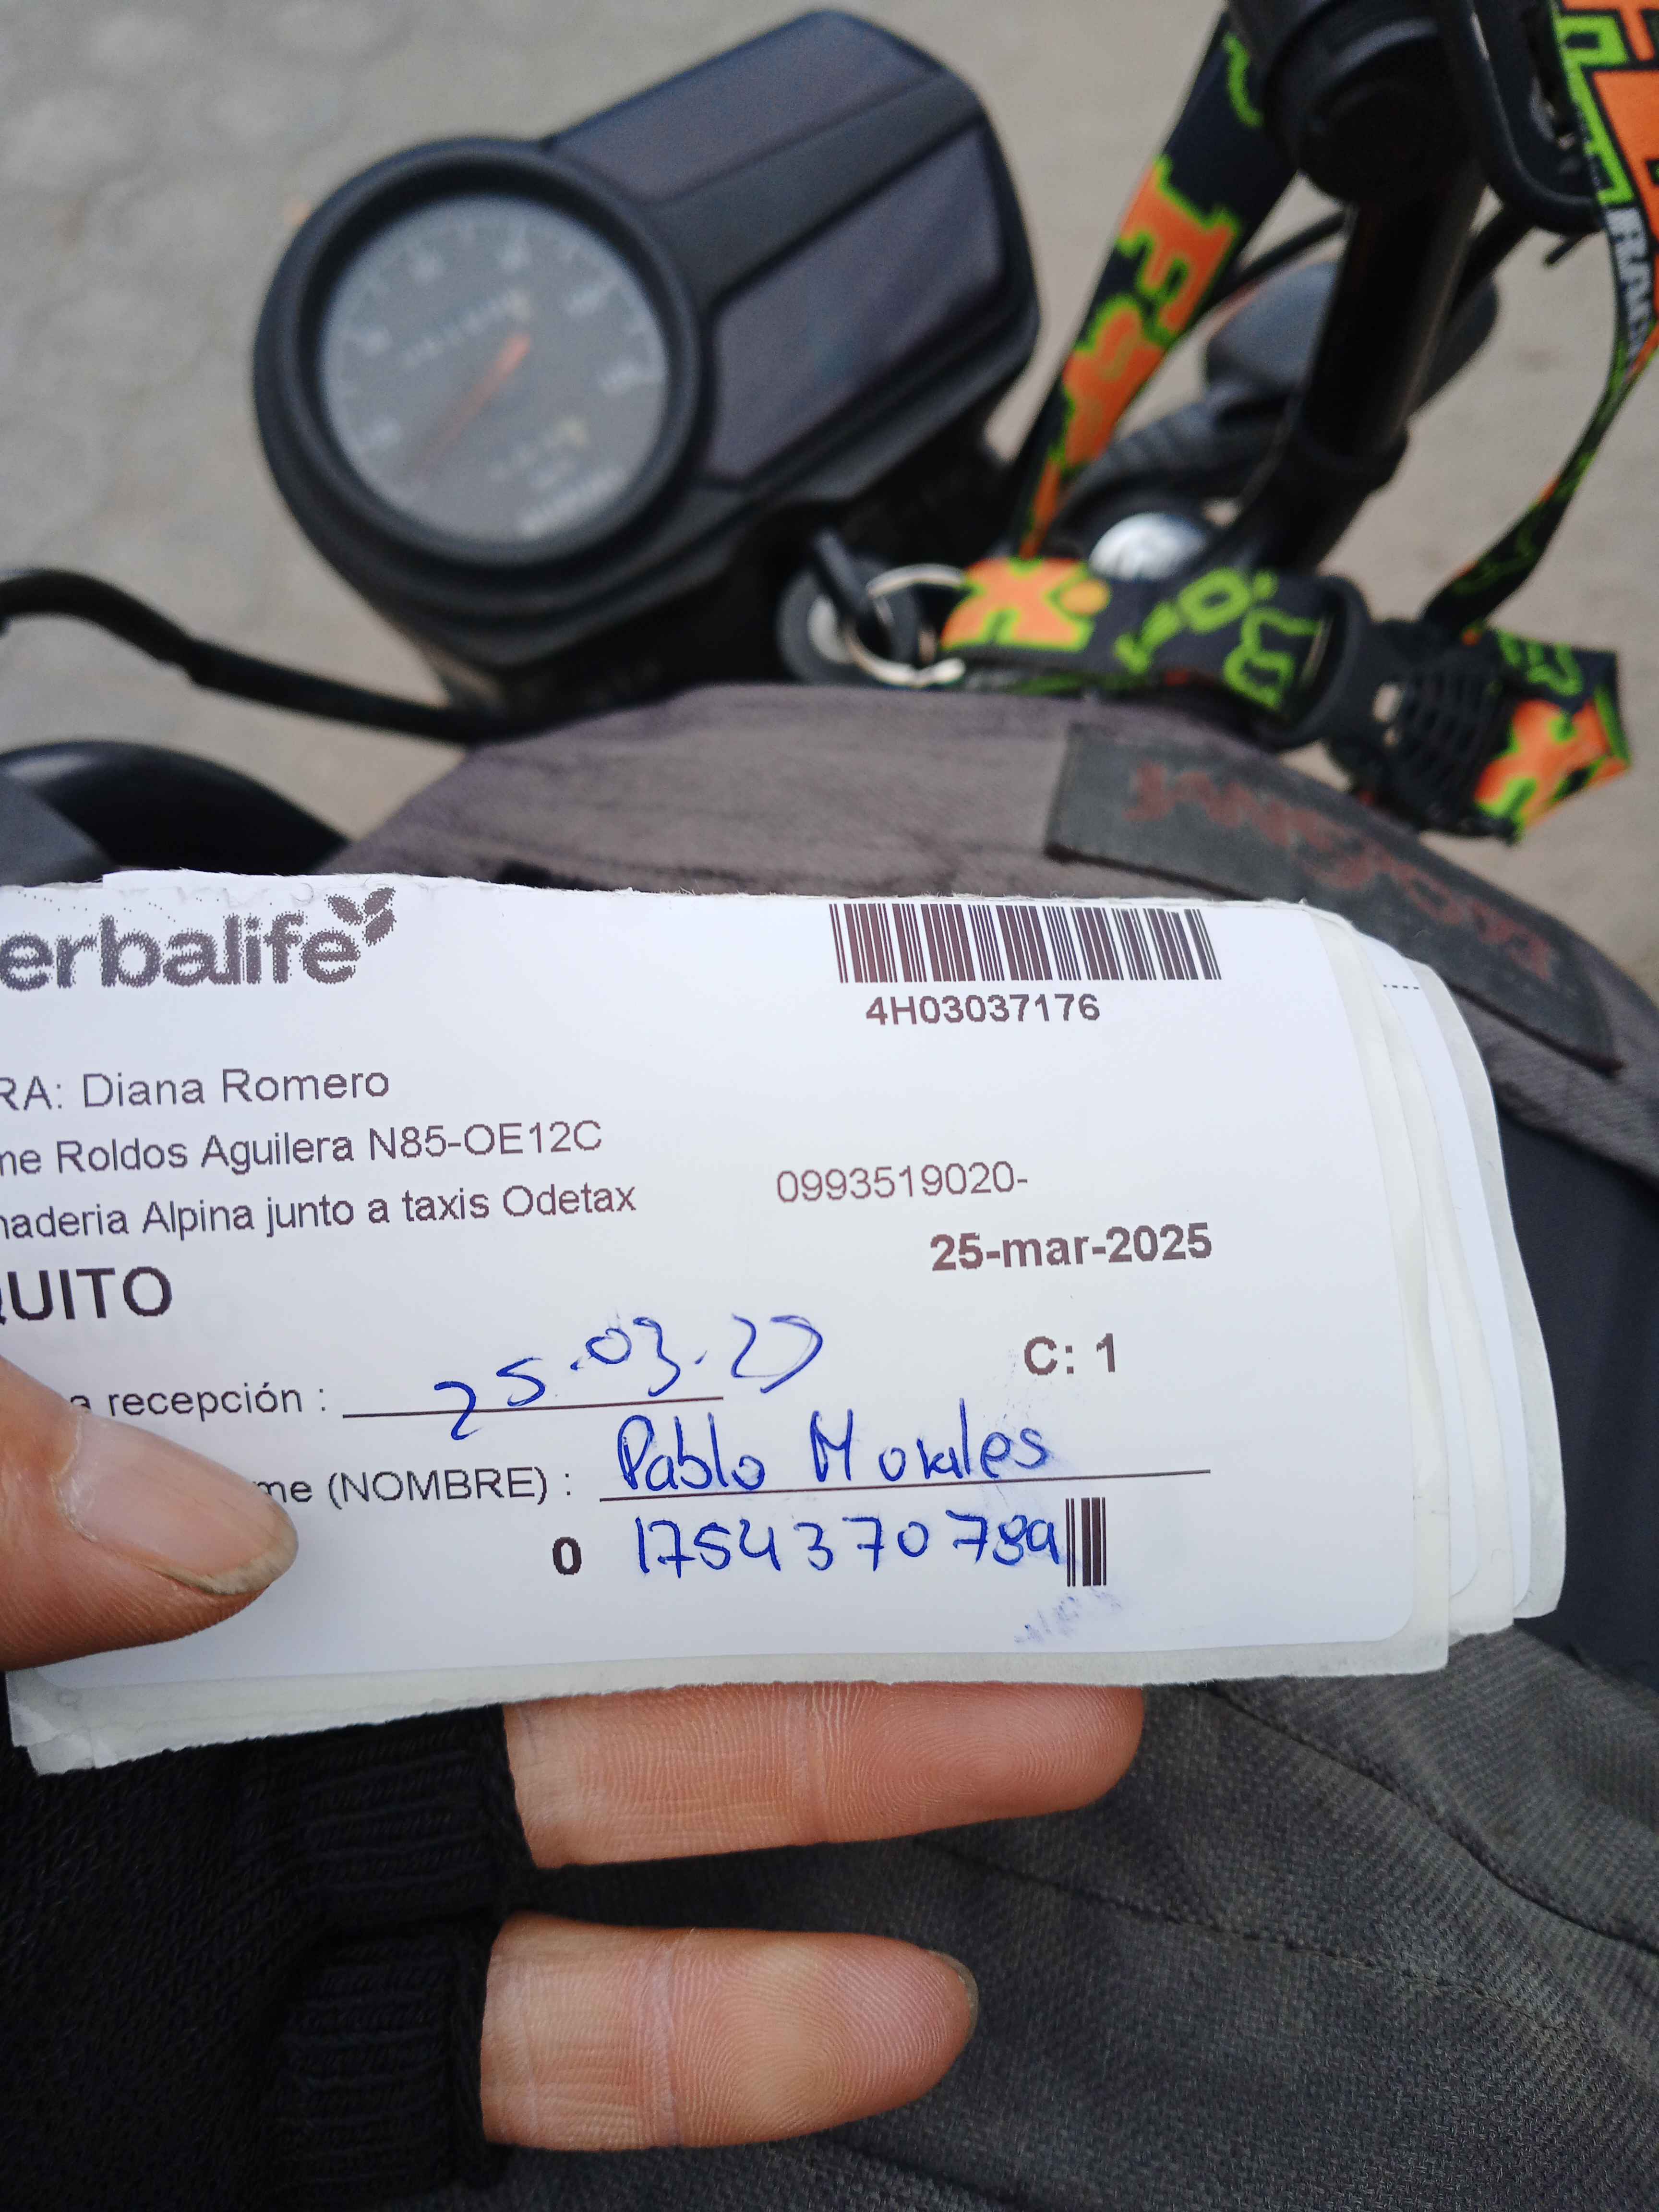 erbalife
4H03037176
RA: Diana Romero
me Roldos Aguilera N85-OE12C
naderia Alpina junto a taxis Odetax
0993519020-
25-mar-2025
QUITO
a recepción : 25.03.25
C: 1
me (NOMBRE) : Pablo Morales
0 1754370789